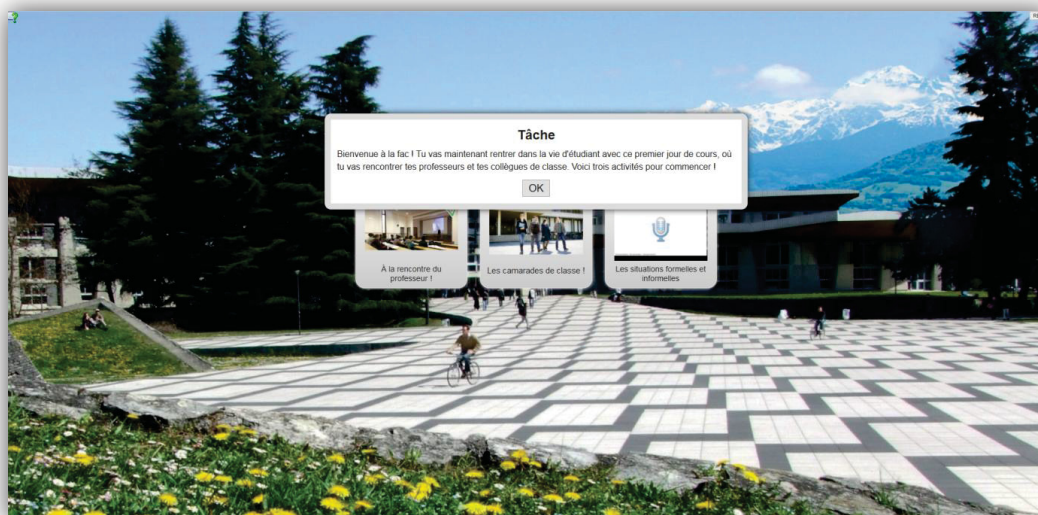 Tâche
Bienvenue à la fac ! Tu vas maintenant rentrer dans la vie d'étudiant avec ce premier jour de cours, où
tu vas rencontrer tes professeurs et tes collègues de classe. Voici trois activités pour commencer !
OK
À la rencontre du
professeur !
Les camarades de classe !
Les situations formelles et
informelles